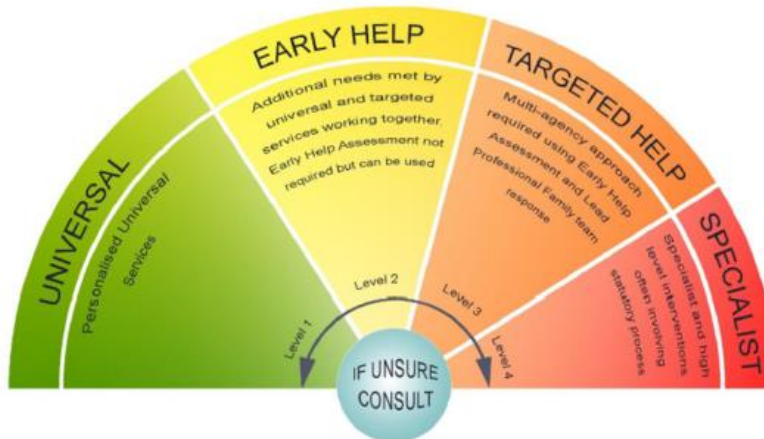 UNIVERSAL
Personalised Universal
Services
Level 1
EARLY HELP
Additional needs met by
universal and targeted
services working together.
Early Help Assessment not
required but can be used
Level 2
TARGETED HELP
Multi-agency approach
required using Early Help
Assessment and Lead
Professional Family team
response
Level 3
SPECIALIST
Specialist and high
level interventions
often involving
statutory process
Level 4
IF UNSURE
CONSULT